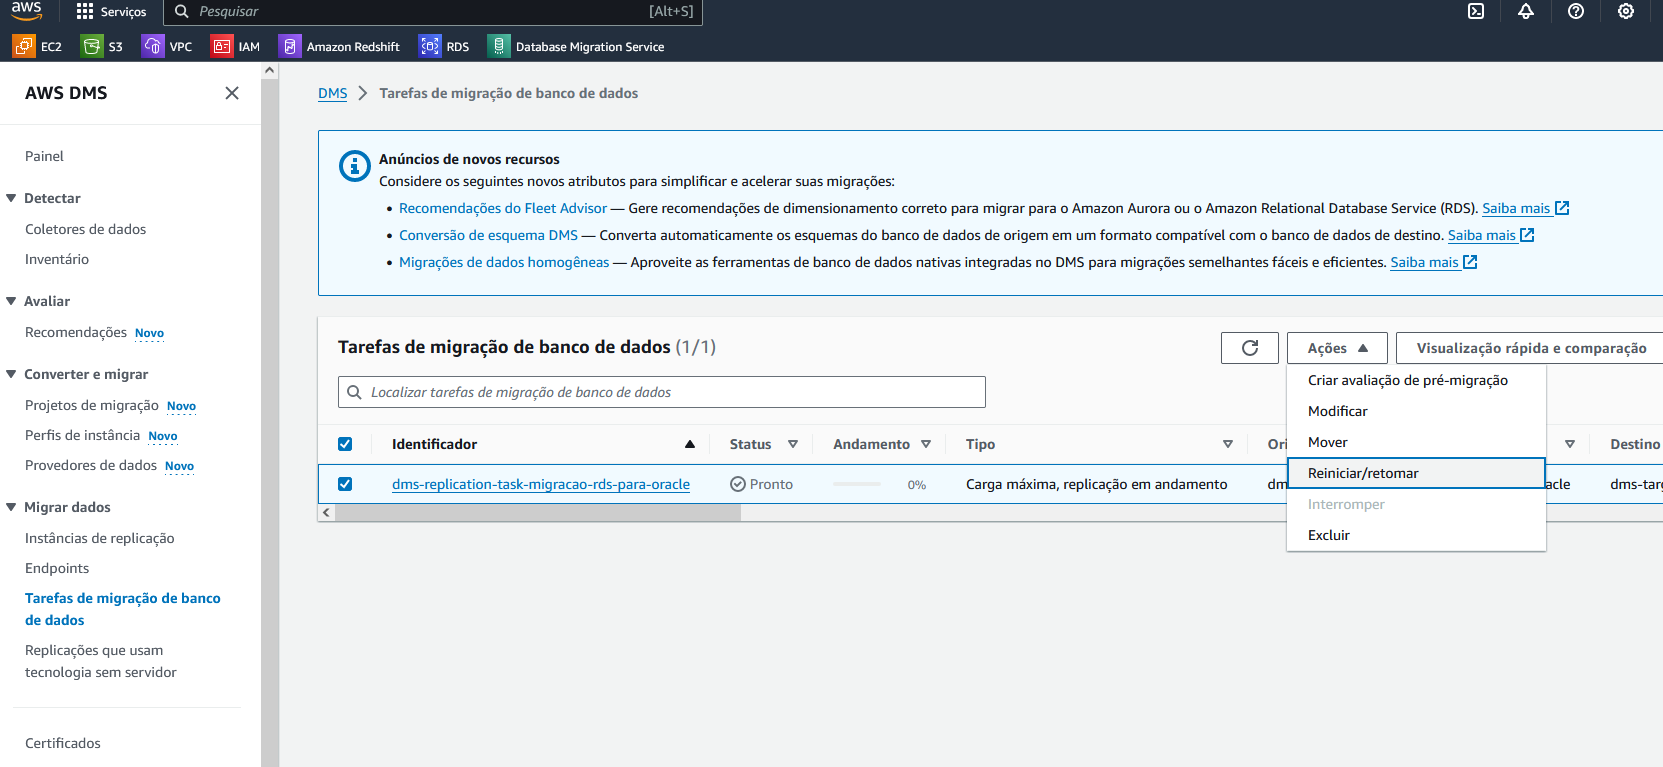 aws
Serviços
Pesquisar
[Alt+S]
EC2
S3
VPC
IAM
Amazon Redshift
RDS
Database Migration Service
AWS DMS
Painel
Detectar
Coletores de dados
Inventário
Avaliar
Recomendações Novo
Converter e migrar
Projetos de migração Novo
Perfis de instância Novo
Provedores de dados Novo
Migrar dados
Instâncias de replicação
Endpoints
Tarefas de migração de banco
de dados
Replicações que usam
tecnologia sem servidor
Certificados
DMS > Tarefas de migração de banco de dados
Anúncios de novos recursos
Considere os seguintes novos atributos para simplificar e acelerar suas migrações:
• Recomendações do Fleet Advisor — Gere recomendações de dimensionamento correto para migrar para o Amazon Aurora ou o Amazon Relational Database Service (RDS). Saiba mais
• Conversão de esquema DMS — Converta automaticamente os esquemas do banco de dados de origem em um formato compatível com o banco de dados de destino. Saiba mais
• Migrações de dados homogêneas — Aproveite as ferramentas de banco de dados nativas integradas no DMS para migrações semelhantes fáceis e eficientes. Saiba mais
Tarefas de migração de banco de dados (1/1)
Ações
Visualização rápida e comparação
Localizar tarefas de migração de banco de dados
Criar avaliação de pré-migração
Modificar
Mover
Reiniciar/retomar
Interromper
Excluir
Identificador
Status
Andamento
Tipo
Ori
Destino
dms-replication-task-migracao-rds-para-oracle
Pronto
0%
Carga máxima, replicação em andamento
dm
acle
dms-targ